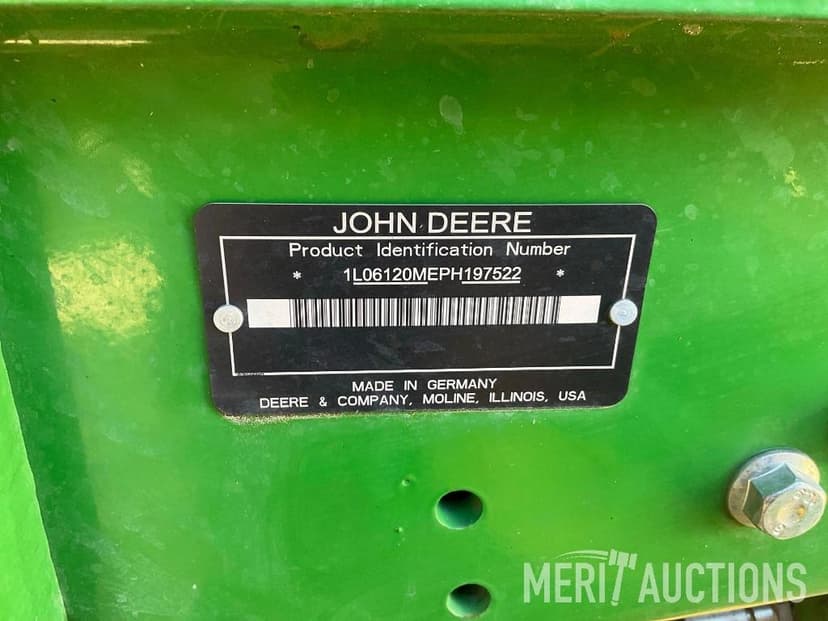 JOHN DEERE
Product Identification Number
* 1L06120MEPH197522 *
MADE IN GERMANY
DEERE & COMPANY, MOLINE, ILLINOIS, USA
MERIT AUCTIONS